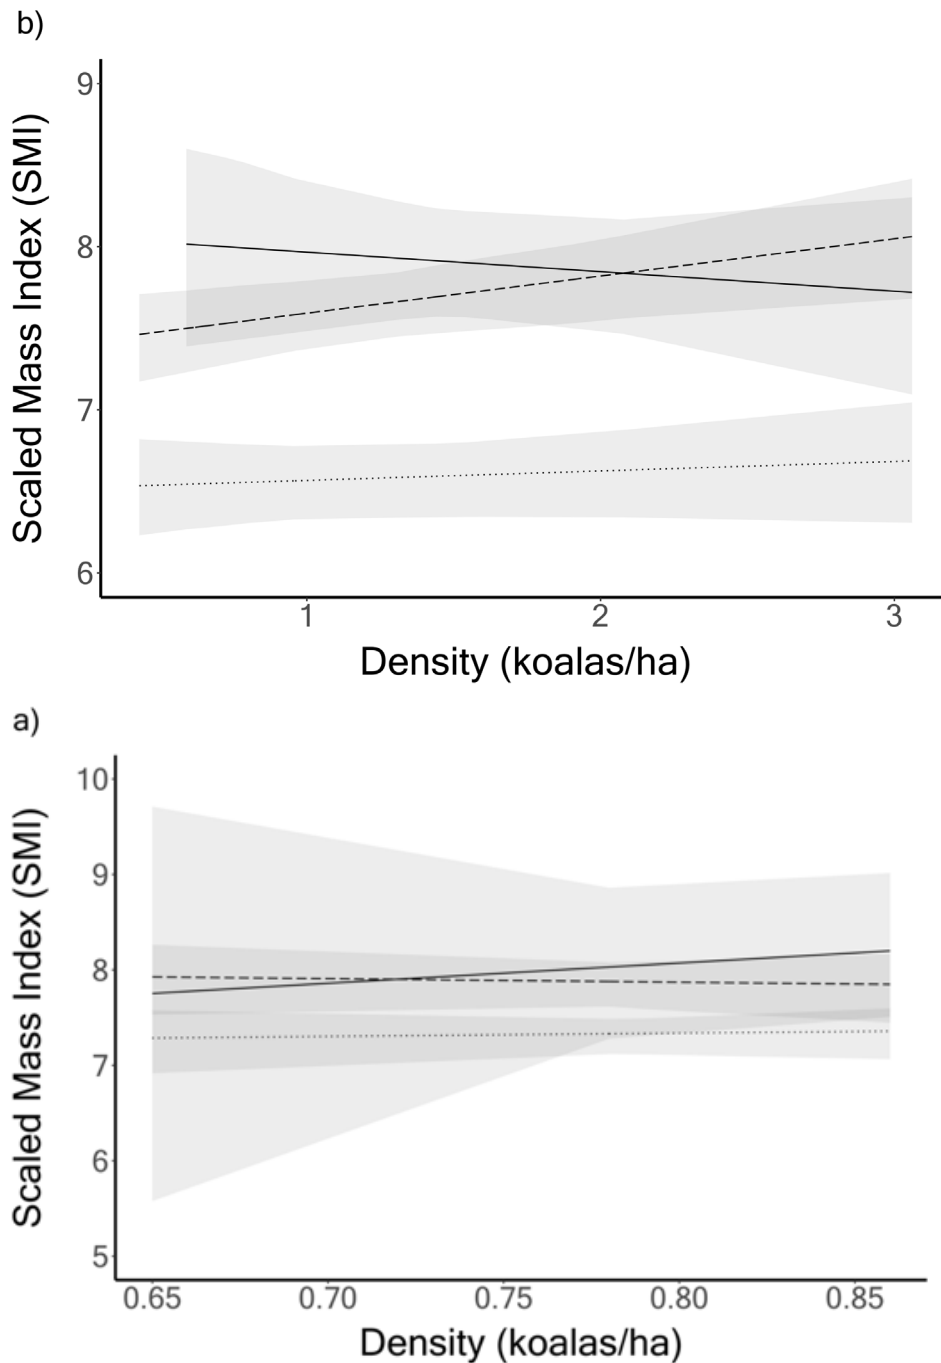 b)
Scaled Mass Index (SMI)
9
8
7
6
1 2 3
Density (koalas/ha)
a)
Scaled Mass Index (SMI)
10
9
8
7
6
5
0.65 0.70 0.75 0.80 0.85
Density (koalas/ha)